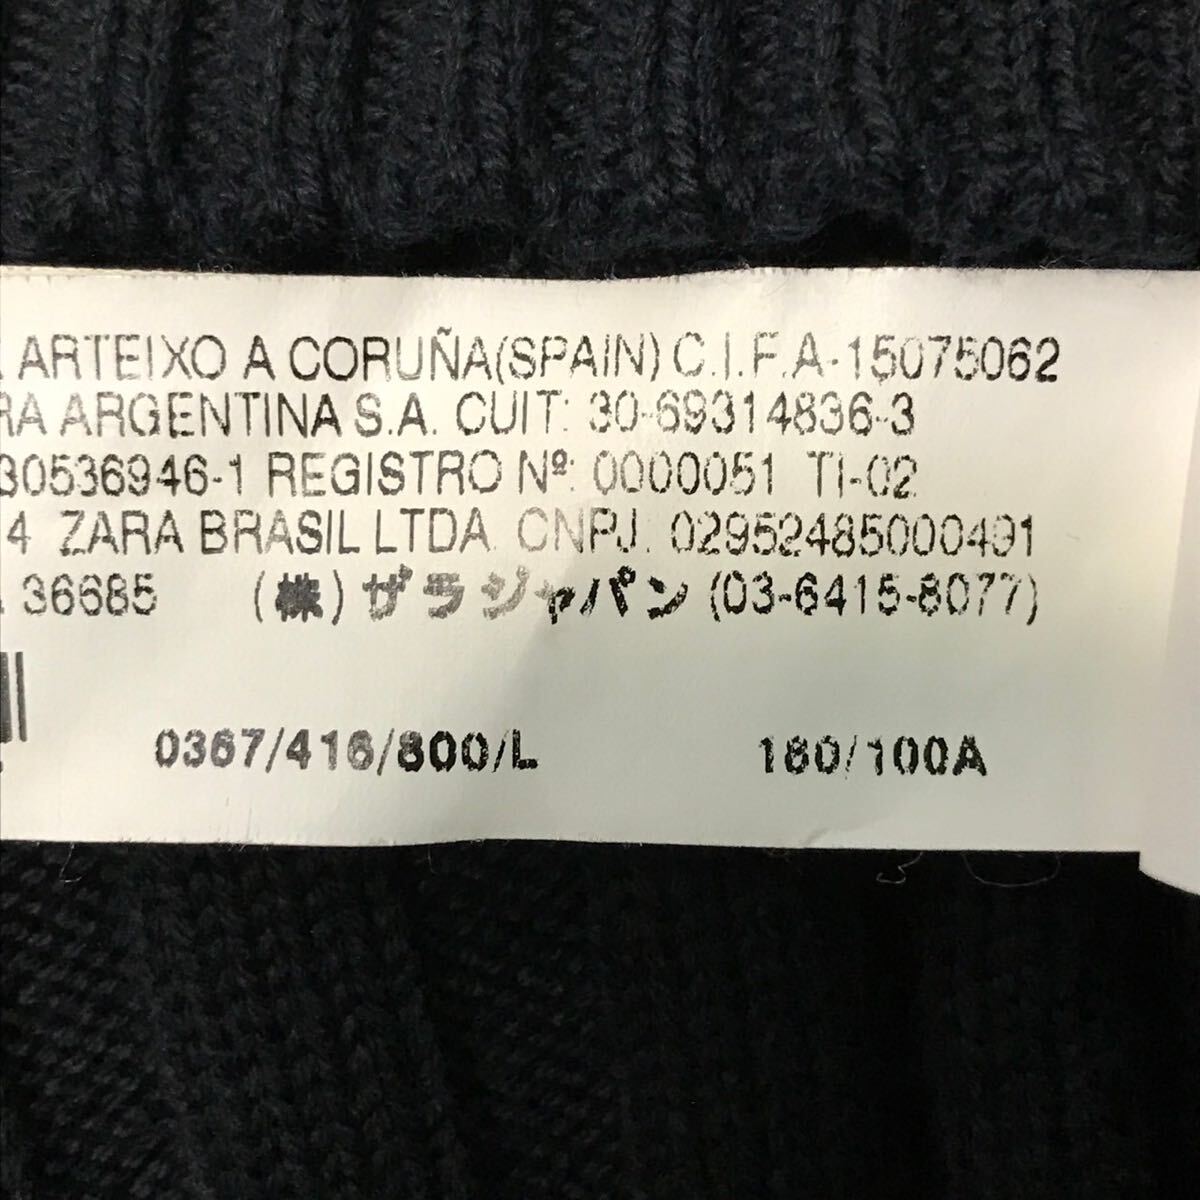 ARTEIXO A CORUÑA(SPAIN) C.I.F.A-15075062
RA ARGENTINA S.A. CUIT: 30-69314836-3
30536946-1 REGISTRO Nº: 0000051 TI-02
4 ZARA BRASIL LTDA. CNPJ. 02952485000491
36685 (株)ザラジャパン (03-6415-8077)
0367/416/800/L 180/100A